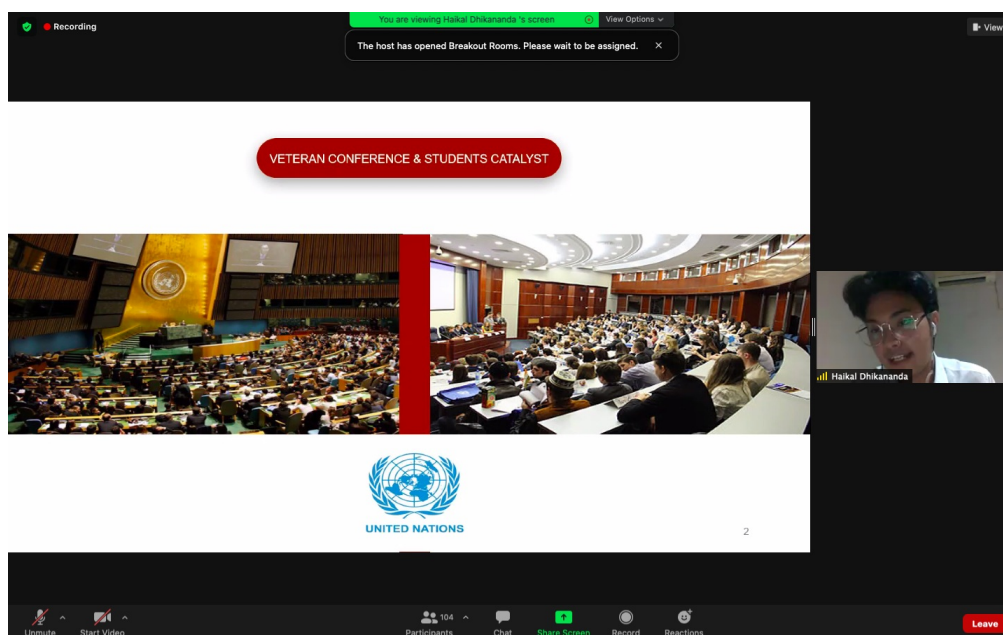 Recording
You are viewing Haikal Dhikananda 's screen
View Options
View
The host has opened Breakout Rooms. Please wait to be assigned.
VETERAN CONFERENCE & STUDENTS CATALYST
Haikal Dhikananda
UNITED NATIONS
2
Unmute
Start Video
104
Participants
Chat
Share Screen
Record
Reactions
Leave